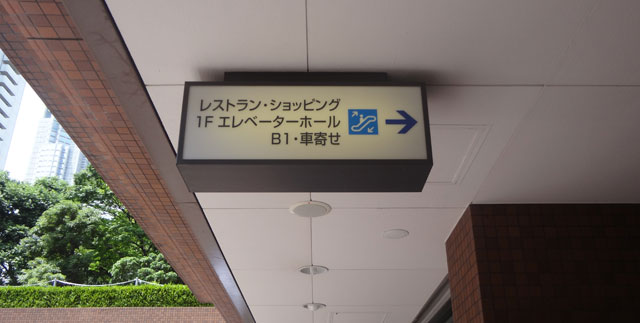 レストラン・ショッピング
1F エレベーターホール
B1・車寄せ